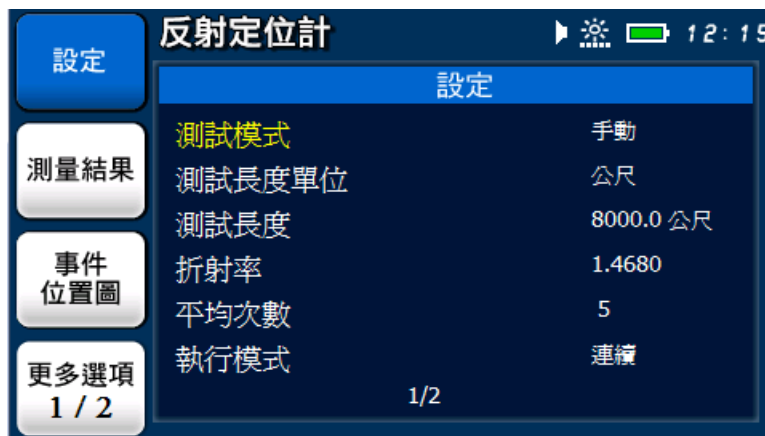 反射定位計
12:15
設定
測量結果
事件
位置圖
更多選項
1 / 2
設定
測試模式 手動
測試長度單位 公尺
測試長度 8000.0 公尺
折射率 1.4680
平均次數 5
執行模式 連續
1/2